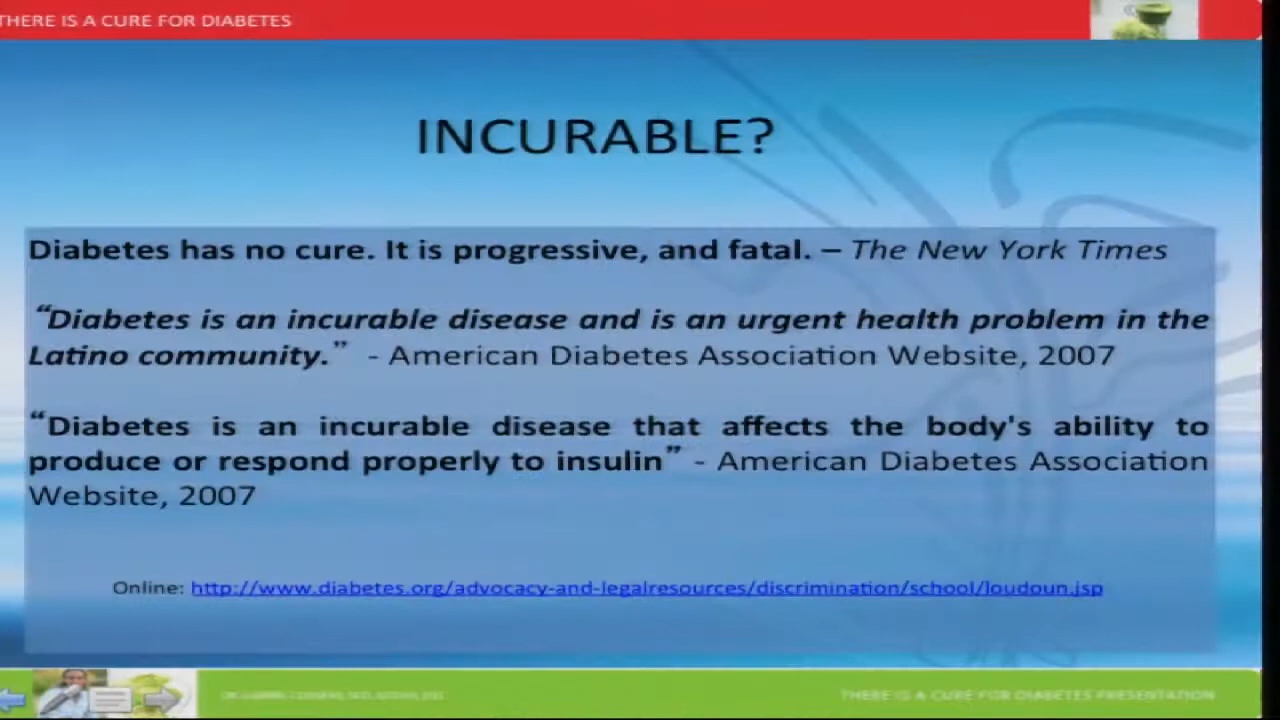 THERE IS A CURE FOR DIABETES
INCURABLE?
Diabetes has no cure. It is progressive, and fatal. – The New York Times
“Diabetes is an incurable disease and is an urgent health problem in the
Latino community.” - American Diabetes Association Website, 2007
“Diabetes is an incurable disease that affects the body's ability to
produce or respond properly to insulin” - American Diabetes Association
Website, 2007
Online: http://www.diabetes.org/advocacy-and-legalresources/discrimination/school/loudoun.jsp
THERE IS A CURE FOR DIABETES PRESENTATION